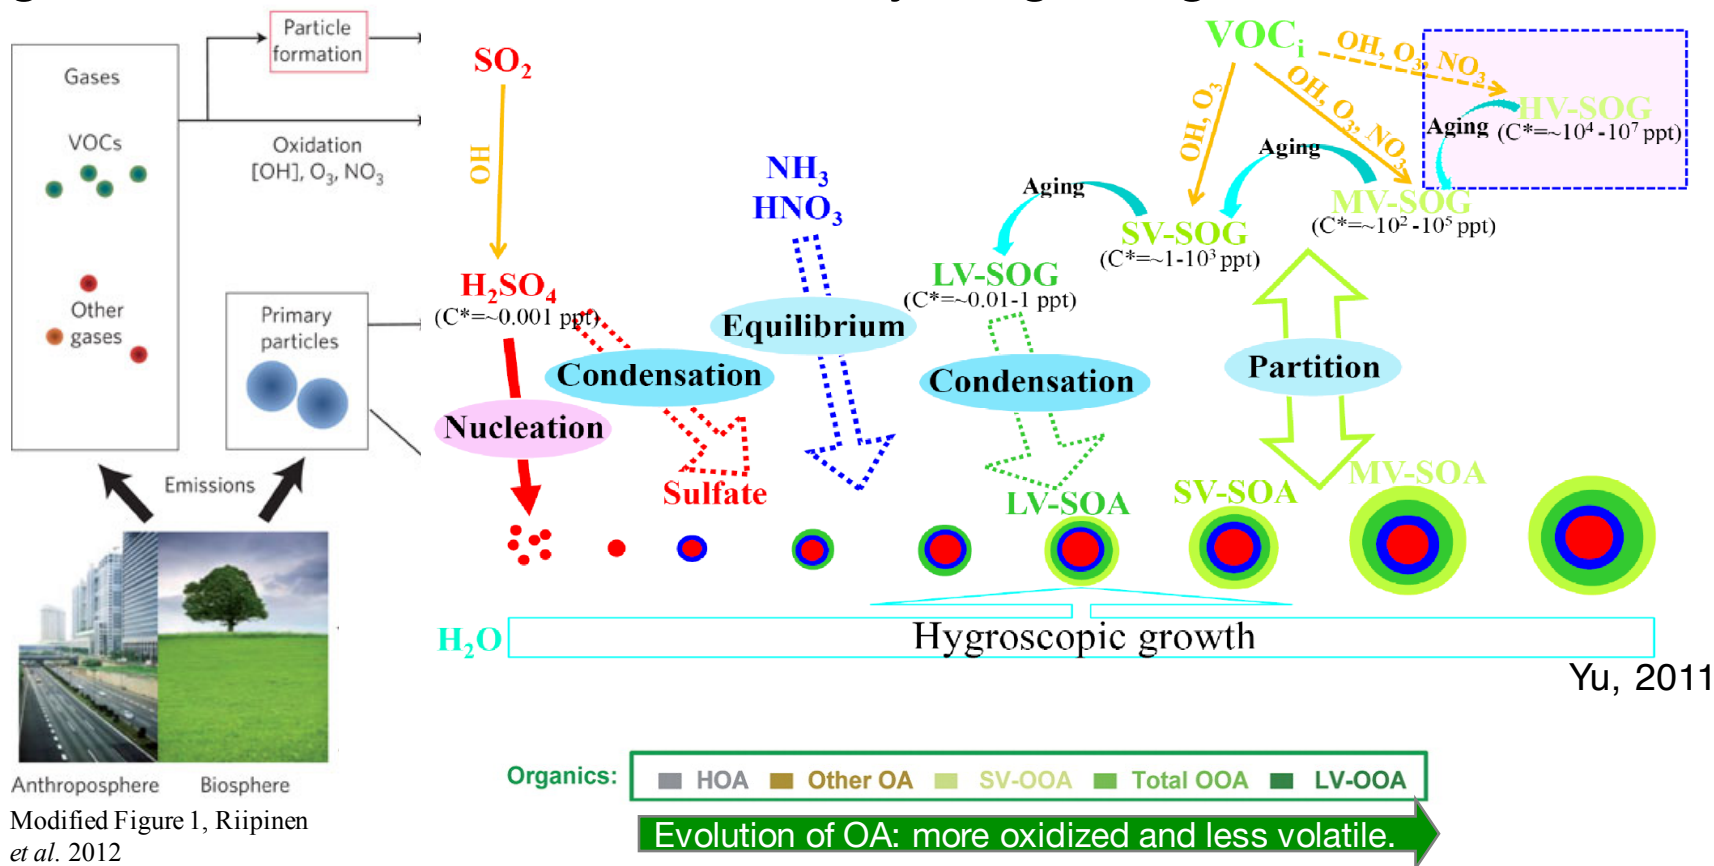 Particle
formation
Gases
VOCs
Other
gases
Oxidation
[OH], O₃, NO₃
Primary
particles
Emissions
Anthroposphere
Biosphere
Modified Figure 1, Riipinen
et al. 2012
SO₂
OH
H₂SO₄
(C*=~0.001 ppt)
Condensation
Nucleation
Sulfate
NH₃
HNO₃
Equilibrium
LV-SOG
(C*=~0.01-1 ppt)
Condensation
LV-SOA
Aging
SV-SOG
(C*=~1-10³ ppt)
Aging
VOCᵢ
OH, O₃
OH, O₃, NO₃
OH, O₃, NO₃
HV-SOG
Aging
(C*=~10⁴-10⁷ ppt)
MV-SOG
(C*=~10²-10⁵ ppt)
Partition
SV-SOA
MV-SOA
H₂O
Hygroscopic growth
Yu, 2011
Organics:
HOA
Other OA
SV-OOA
Total OOA
LV-OOA
Evolution of OA: more oxidized and less volatile.